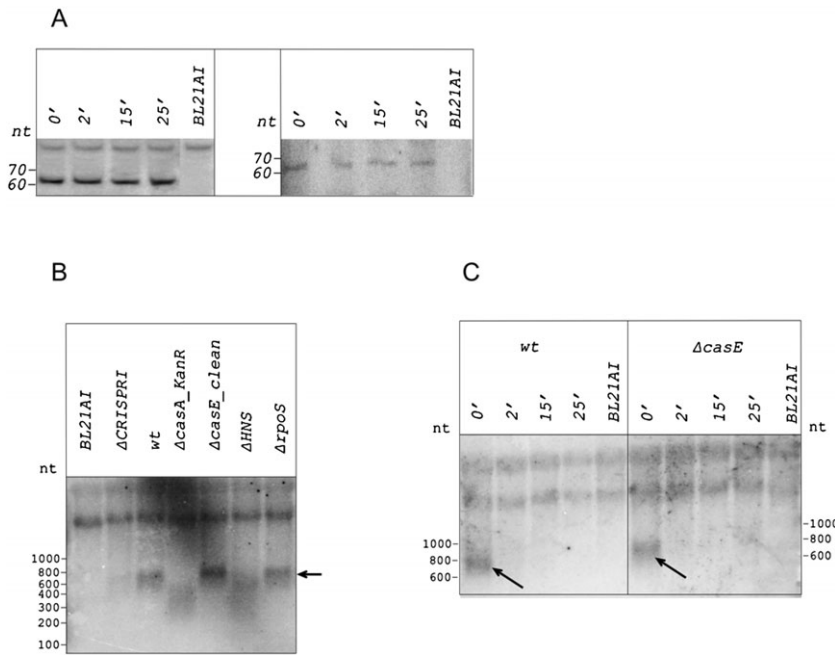 A
0' 2' 15' 25' BL21AI
nt
70
60
0' 2' 15' 25' BL21AI
nt
70
60
B
BL21AI ΔCRISPRI wt ΔcasA_KanR ΔcasE_clean ΔHNS ΔrpoS
nt
1000
800
600
400
300
200
100
C
wt ΔcasE
0' 2' 15' 25' BL21AI 0' 2' 15' 25' BL21AI
nt nt
1000
800
600
1000
800
600